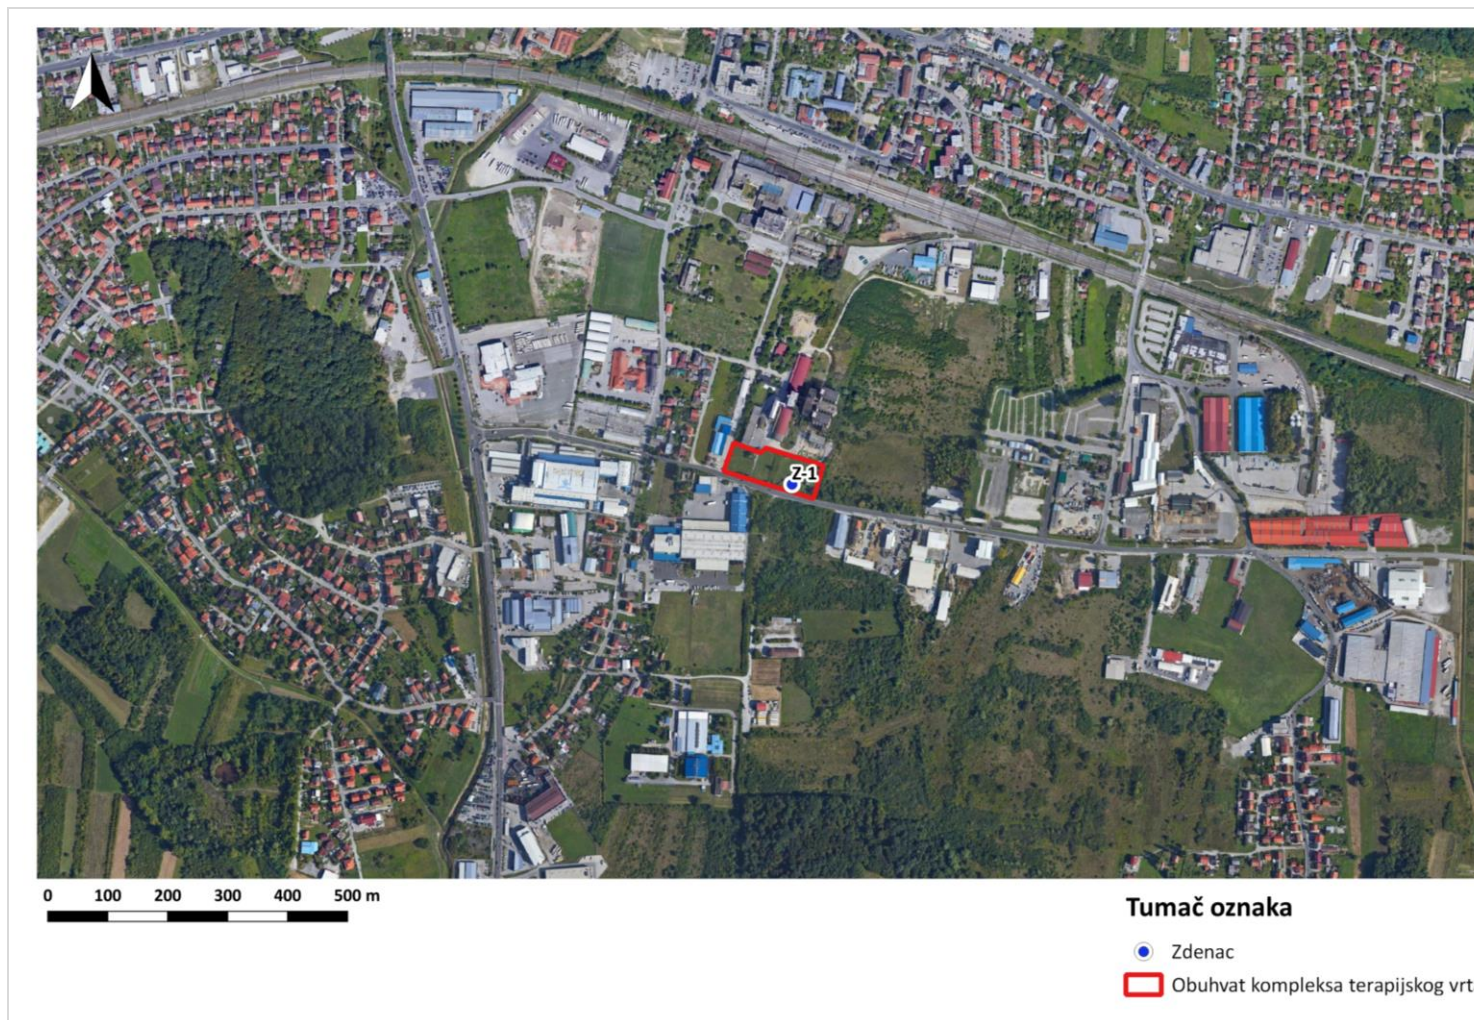 Z-1
0 100 200 300 400 500 m
Tumač oznaka
Zdenac
Obuhvat kompleksa terapijskog vrt